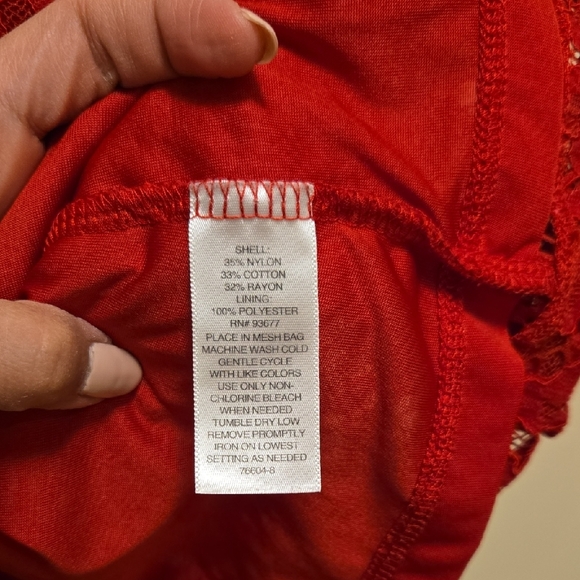 SHELL:
35% NYLON
33% COTTON
32% RAYON
LINING:
100% POLYESTER
RN# 93677
PLACE IN MESH BAG
MACHINE WASH COLD
GENTLE CYCLE
WITH LIKE COLORS
USE ONLY NON-
CHLORINE BLEACH
WHEN NEEDED
TUMBLE DRY LOW
REMOVE PROMPTLY
IRON ON LOWEST
SETTING AS NEEDED
76604-8